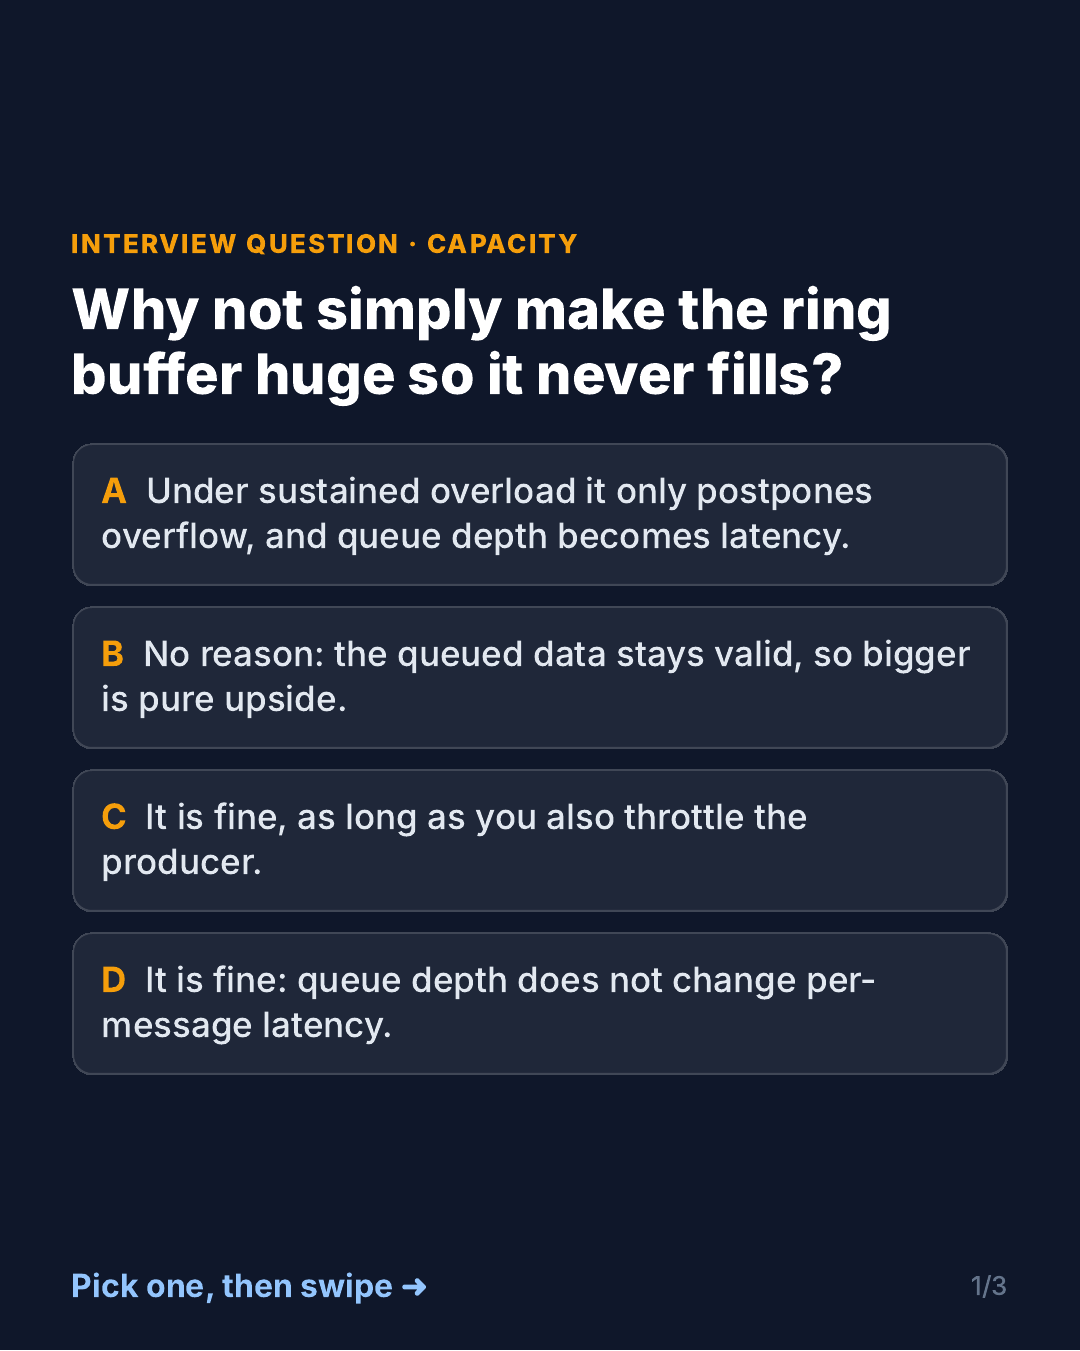 INTERVIEW QUESTION · CAPACITY
Why not simply make the ring
buffer huge so it never fills?
A Under sustained overload it only postpones
overflow, and queue depth becomes latency.
B No reason: the queued data stays valid, so bigger
is pure upside.
C It is fine, as long as you also throttle the
producer.
D It is fine: queue depth does not change per-
message latency.
Pick one, then swipe ➜
1/3